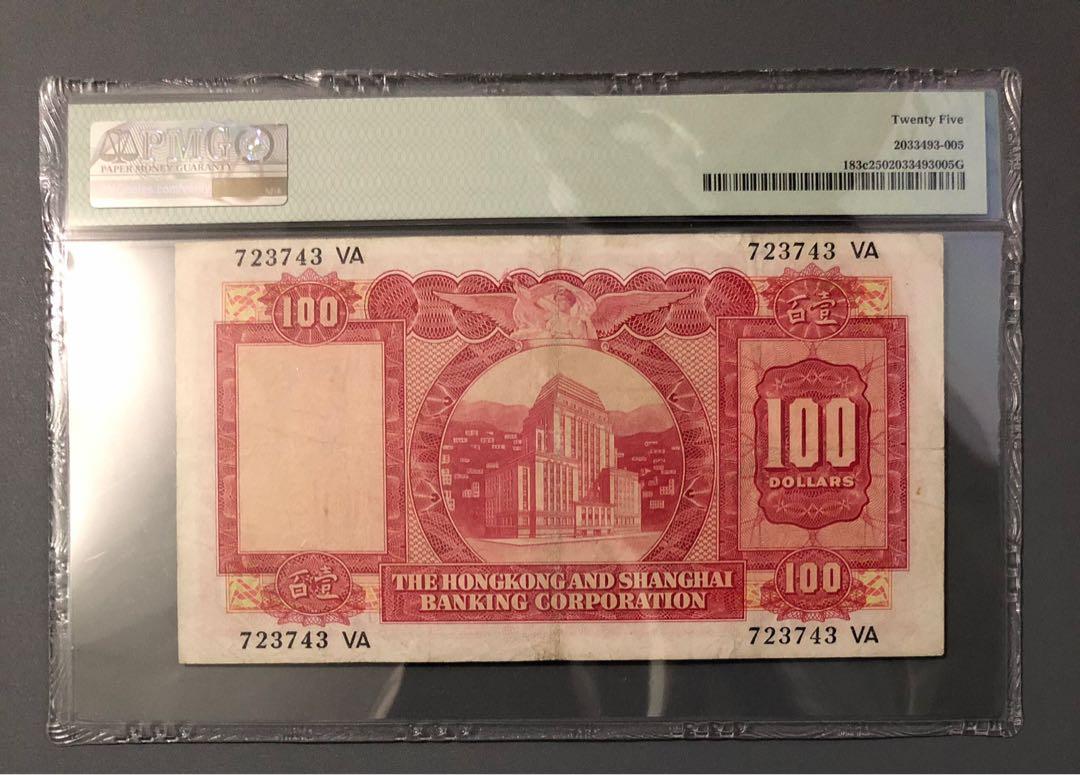 Twenty Five
PMG
PAPER MONEY GUARANTY
2033493-005
183c2502033493005G
723743 VA
723743 VA
100
百壹
100
DOLLARS
百壹
THE HONGKONG AND SHANGHAI
BANKING CORPORATION
100
723743 VA
723743 VA